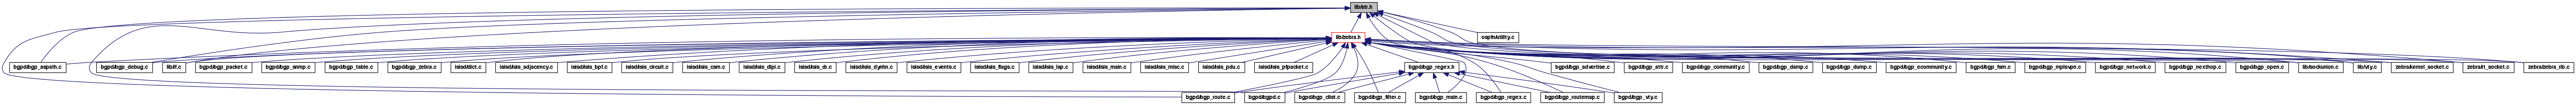 lib/str.h
lib/zebra.h
ospfn/utility.c
bgpd/bgp_aspath.c
bgpd/bgp_debug.c
lib/if.c
bgpd/bgp_packet.c
bgpd/bgp_snmp.c
bgpd/bgp_table.c
bgpd/bgp_zebra.c
isisd/dict.c
isisd/isis_adjacency.c
isisd/isis_bpf.c
isisd/isis_circuit.c
isisd/isis_csm.c
isisd/isis_dlpi.c
isisd/isis_dr.c
isisd/isis_dynhn.c
isisd/isis_events.c
isisd/isis_flags.c
isisd/isis_lsp.c
isisd/isis_main.c
isisd/isis_misc.c
isisd/isis_pdu.c
isisd/isis_pfpacket.c
bgpd/bgp_regex.h
bgpd/bgp_advertise.c
bgpd/bgp_attr.c
bgpd/bgp_community.c
bgpd/bgp_damp.c
bgpd/bgp_dump.c
bgpd/bgp_ecommunity.c
bgpd/bgp_fsm.c
bgpd/bgp_mplsvpn.c
bgpd/bgp_network.c
bgpd/bgp_nexthop.c
bgpd/bgp_open.c
lib/sockunion.c
lib/vty.c
zebra/kernel_socket.c
zebra/rt_socket.c
zebra/zebra_rib.c
bgpd/bgp_route.c
bgpd/bgpd.c
bgpd/bgp_clist.c
bgpd/bgp_filter.c
bgpd/bgp_main.c
bgpd/bgp_regex.c
bgpd/bgp_routemap.c
bgpd/bgp_vty.c